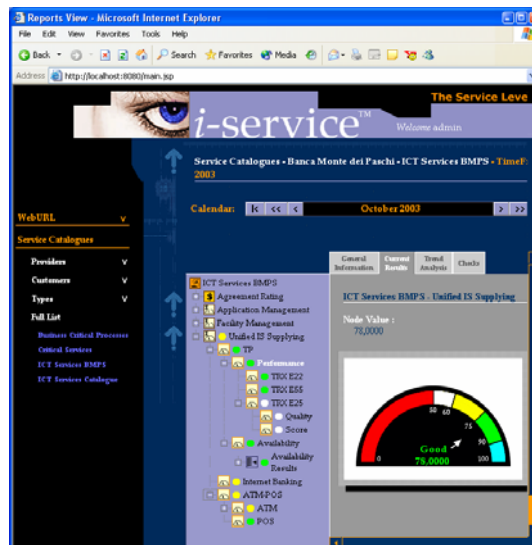 Reports View - Microsoft Internet Explorer
File Edit View Favorites Tools Help
Back Search Favorites Media
Address http://localhost:8080/main.jsp
The Service Leve
i-service™
Welcome admin
Service Catalogues - Banca Monte dei Paschi - ICT Services BMPS - TimeF:
2003
Calendar: October 2003
WebURL v
Service Catalogues
Providers v
Customers v
Types v
Full List
Business Critical Processes
Critical Services
ICT Services BMPS
ICT Services Catalogue
General Information
Current Results
Trend Analysis
Checks
ICT Services BMPS
Agreement Rating
Application Management
Facility Management
Unified IS Supplying
TP
Performance
TRX E22
TRX E55
TRX E25
Quality
Score
Availability
Availability
Results
Internet Banking
ATM-POS
ATM
POS
ICT Services BMPS - Unified IS Supplying
Node Value :
78,0000
0 50 60 75 90 100
Good
78.0000